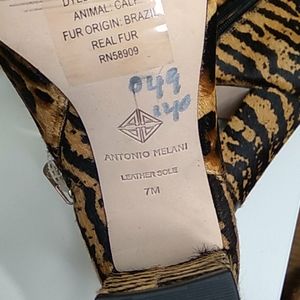 ANIMAL: CALF
FUR ORIGIN: BRAZIL
REAL FUR
RN58909
049
140
ANTONIO MELANI
LEATHER SOLE
7M